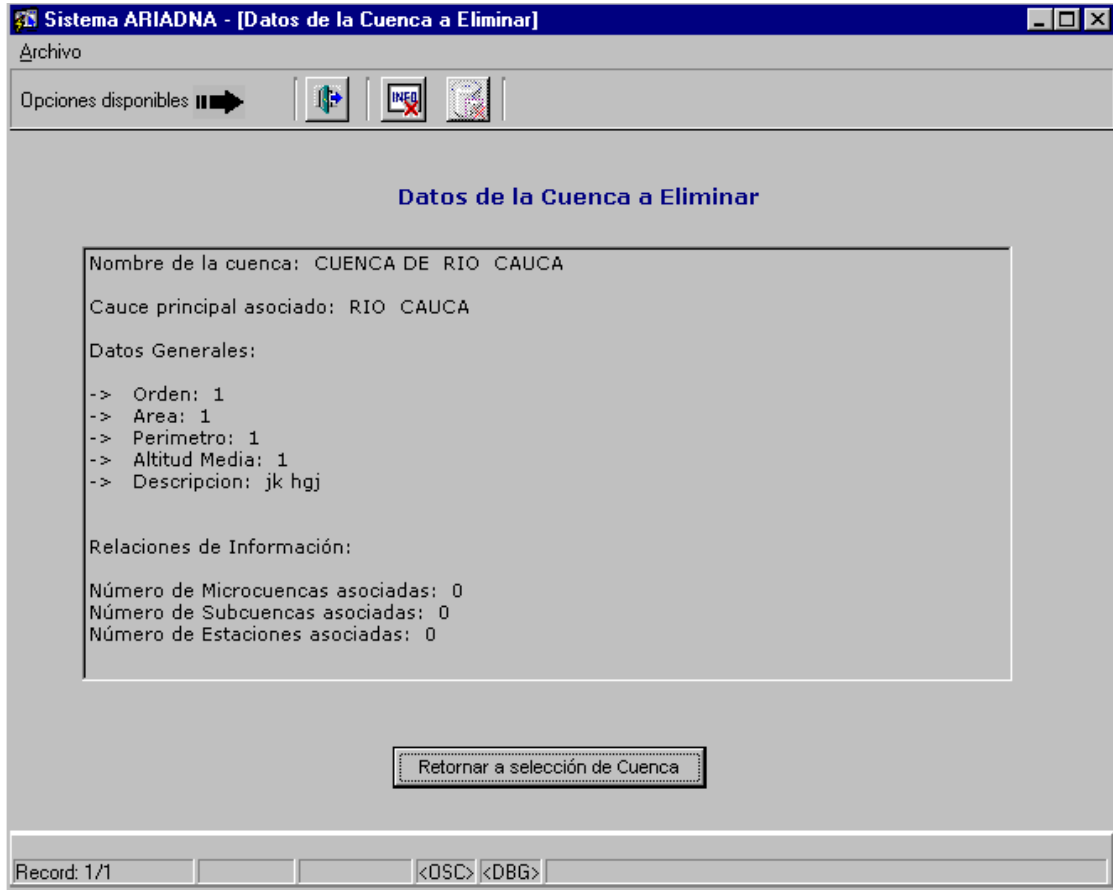 Sistema ARIADNA - [Datos de la Cuenca a Eliminar]
Archivo
Opciones disponibles
INFO
Datos de la Cuenca a Eliminar
Nombre de la cuenca: CUENCA DE RIO CAUCA
Cauce principal asociado: RIO CAUCA
Datos Generales:
-> Orden: 1
-> Area: 1
-> Perimetro: 1
-> Altitud Media: 1
-> Descripcion: jk hgj
Relaciones de Información:
Número de Microcuencas asociadas: 0
Número de Subcuencas asociadas: 0
Número de Estaciones asociadas: 0
Retornar a selección de Cuenca
Record: 1/1 <OSC> <DBG>